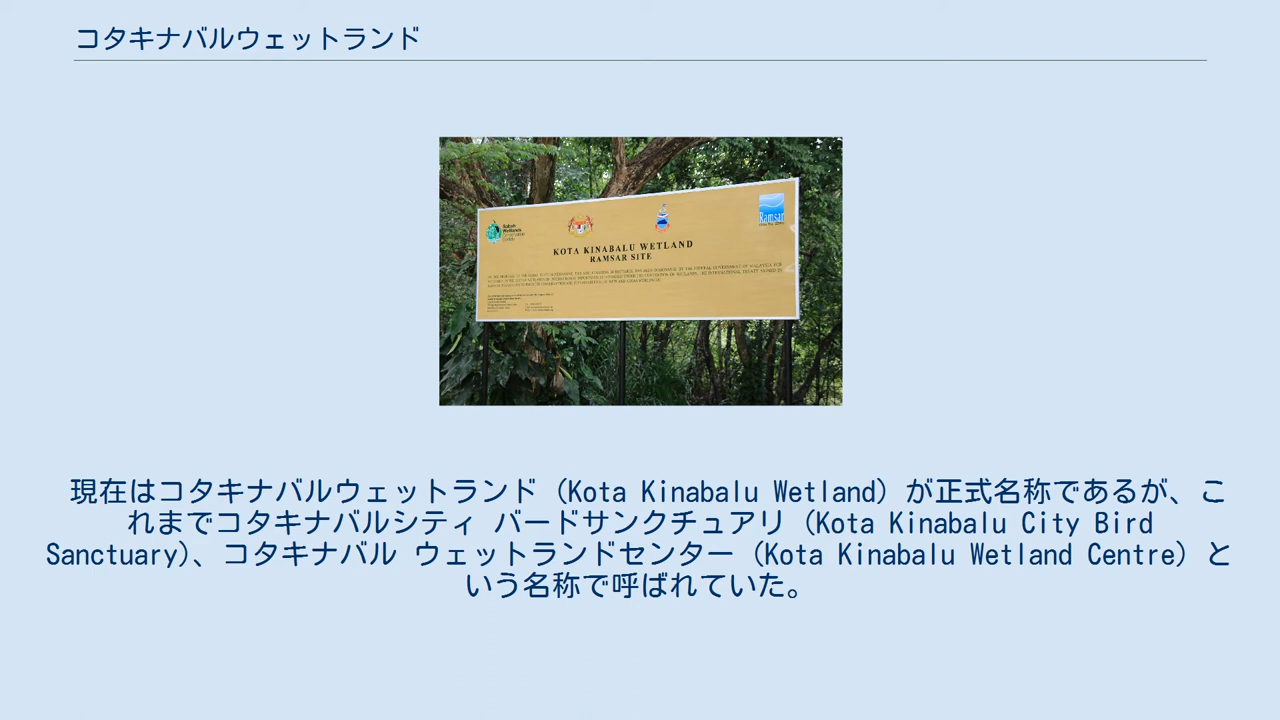 コタキナバルウェットランド
Sabah
Wetlands
Conservation
Society
Ramsar
KOTA KINABALU WETLAND
RAMSAR SITE
現在はコタキナバルウェットランド (Kota Kinabalu Wetland) が正式名称であるが、こ
れまでコタキナバルシティ バードサンクチュアリ (Kota Kinabalu City Bird
Sanctuary)、コタキナバル ウェットランドセンター (Kota Kinabalu Wetland Centre) と
いう名称で呼ばれていた。